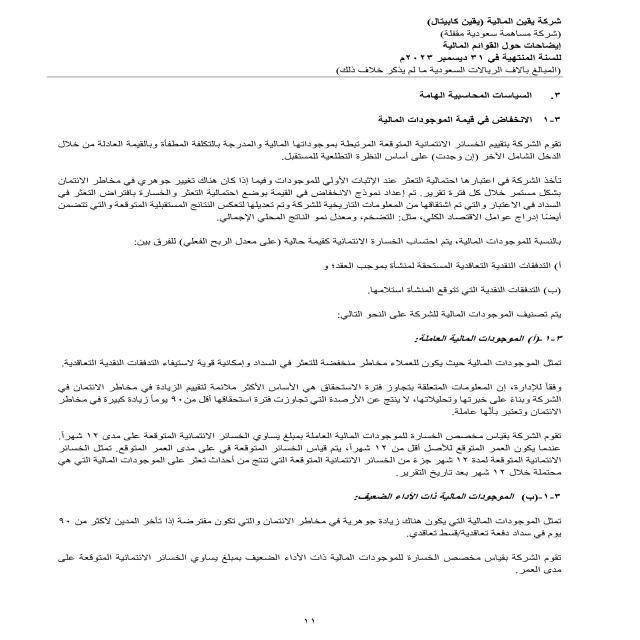 شركة يقين المالية (يقين كابيتال)
(شركة مساهمة سعودية مقفلة)
إيضاحات حول القوائم المالية
للسنة المنتهية في ٣١ ديسمبر ٢٠٢٣م
(المبالغ بآلاف الريالات السعودية ما لم يذكر خلاف ذلك)
٣. السياسات المحاسبية الهامة
٣-١ الانخفاض في قيمة الموجودات المالية
تقوم الشركة بتقييم الخسائر الائتمانية المتوقعة المرتبطة بموجوداتها المالية والمدرجة بالتكلفة المطفأة وبالقيمة العادلة من خلال
الدخل الشامل الآخر (إن وجدت) على أساس النظرة التطلعية للمستقبل.
تأخذ الشركة في اعتبارها احتمالية التعثر عند الإثبات الأولي للموجودات وفيما إذا كان هناك تغيير جوهري في مخاطر الائتمان
بشكل مستمر خلال كل فترة تقرير. تم إعداد نموذج الانخفاض في القيمة بوضع احتمالية التعثر والخسارة بافتراض التعثر في
السداد في الاعتبار والتي تم اشتقاقها من المعلومات التاريخية للشركة وتم تعديلها لتعكس النتائج المستقبلية المتوقعة والتي تتضمن
أيضًا إدراج عوامل الاقتصاد الكلي، مثل: التضخم، ومعدل نمو الناتج المحلي الإجمالي.
بالنسبة للموجودات المالية، يتم احتساب الخسارة الائتمانية كقيمة حالية (على معدل الربح الفعلي) للفرق بين:
أ) التدفقات النقدية التعاقدية المستحقة لمنشأة بموجب العقد؛ و
(ب) التدفقات النقدية التي تتوقع المنشأة استلامها.
يتم تصنيف الموجودات المالية للشركة على النحو التالي:
٣-١-(أ) الموجودات المالية العاملة:
تمثل الموجودات المالية حيث يكون للعملاء مخاطر منخفضة للتعثر في السداد وإمكانية قوية لاستيفاء التدفقات النقدية التعاقدية.
وفقاً للإدارة، إن المعلومات المتعلقة بتجاوز فترة الاستحقاق هي الأساس الأكثر ملائمة لتقييم الزيادة في مخاطر الائتمان في
الشركة وبناءً على خبرتها وتحليلاتها، لا ينتج عن الأرصدة التي تجاوزت فترة استحقاقها أقل من ٩٠ يوماً زيادة كبيرة في مخاطر
الائتمان وتعتبر بأنها عاملة.
تقوم الشركة بقياس مخصص الخسارة للموجودات المالية العاملة بمبلغ يساوي الخسائر الائتمانية المتوقعة على مدى ١٢ شهراً.
عندما يكون العمر المتوقع للأصل أقل من ١٢ شهراً، يتم قياس الخسائر المتوقعة في على مدى العمر المتوقع. تمثل الخسائر
الائتمانية المتوقعة لمدة ١٢ شهر جزءً من الخسائر الائتمانية المتوقعة التي تنتج من أحداث تعثر على الموجودات المالية التي هي
محتملة خلال ١٢ شهر بعد تاريخ التقرير.
٣-١-(ب) الموجودات المالية ذات الأداء الضعيف:
تمثل الموجودات المالية التي يكون هناك زيادة جوهرية في مخاطر الائتمان والتي تكون مفترضة إذا تأخر المدين لأكثر من ٩٠
يوم في سداد دفعة تعاقدية/قسط تعاقدي.
تقوم الشركة بقياس مخصص الخسارة للموجودات المالية ذات الأداء الضعيف بمبلغ يساوي الخسائر الائتمانية المتوقعة على
مدى العمر.
١١